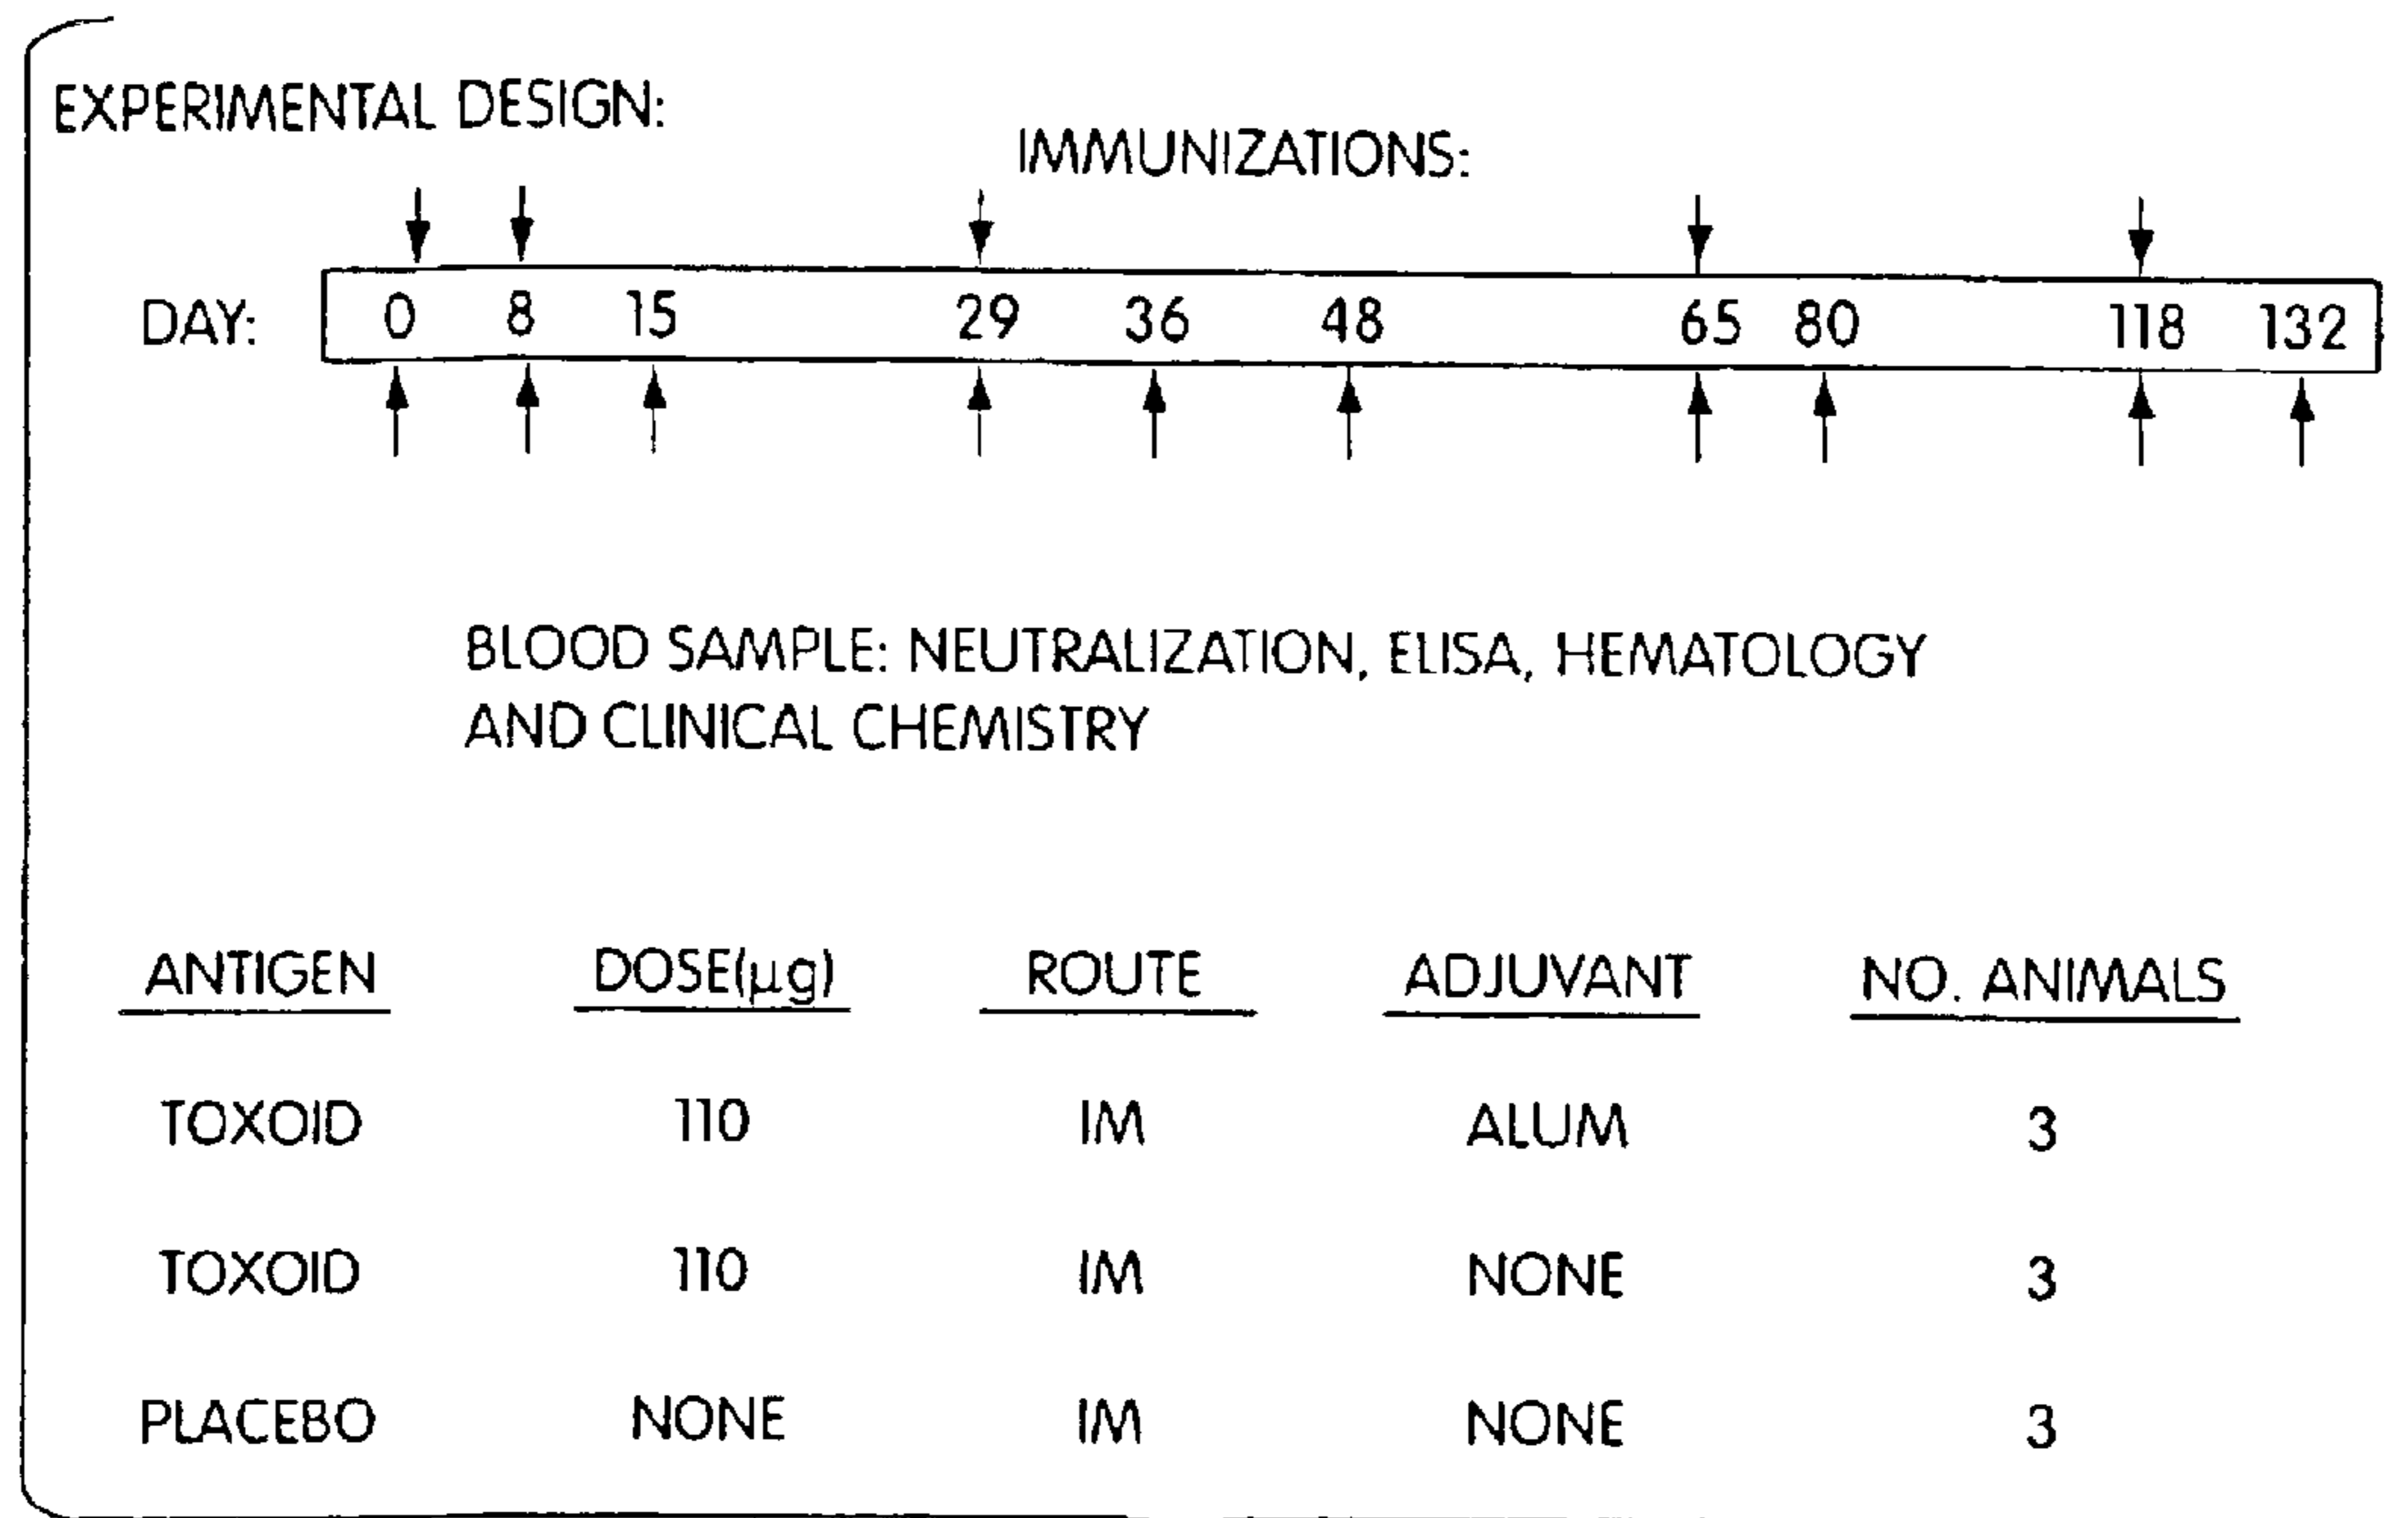 EXPERIMENTAL DESIGN:
IMMUNIZATIONS:
DAY: 0 8 15 29 36 48 65 80 118 132
BLOOD SAMPLE: NEUTRALIZATION, ELISA, HEMATOLOGY
AND CLINICAL CHEMISTRY
ANTIGEN DOSE(μg) ROUTE ADJUVANT NO. ANIMALS
TOXOID 110 IM ALUM 3
TOXOID 110 IM NONE 3
PLACEBO NONE IM NONE 3